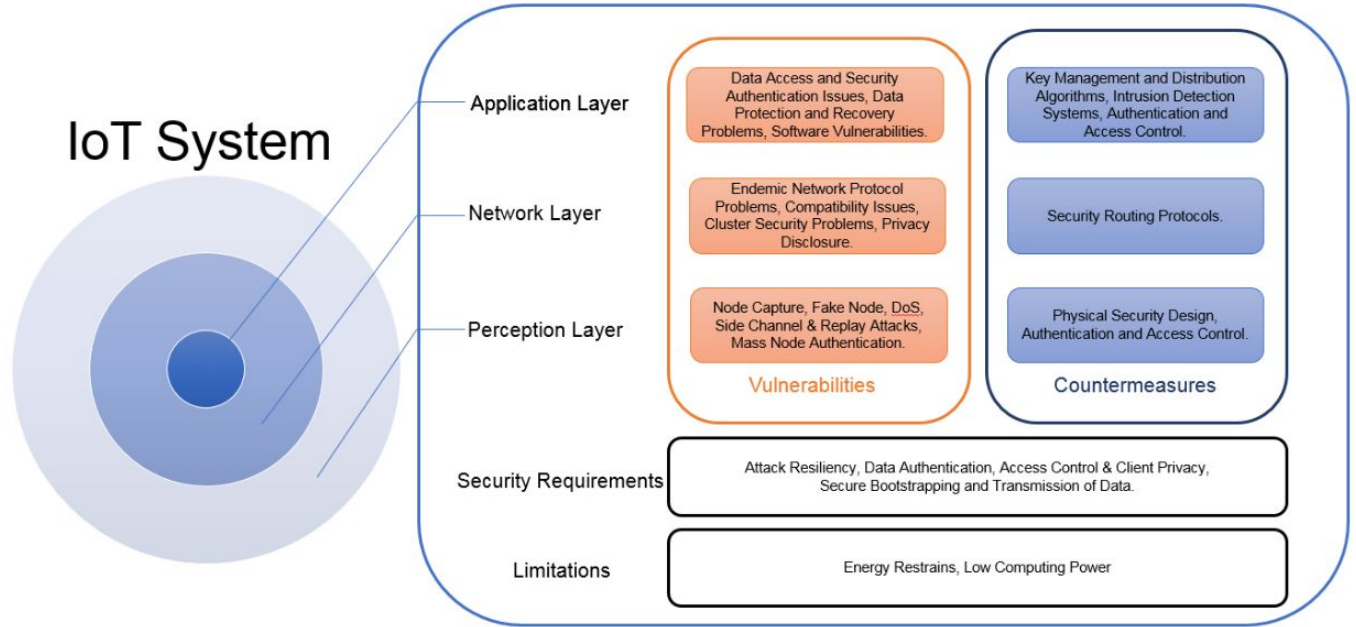 IoT System
Application Layer
Data Access and Security
Authentication Issues, Data
Protection and Recovery
Problems, Software Vulnerabilities.
Key Management and Distribution
Algorithms, Intrusion Detection
Systems, Authentication and
Access Control.
Network Layer
Endemic Network Protocol
Problems, Compatibility Issues,
Cluster Security Problems, Privacy
Disclosure.
Security Routing Protocols.
Perception Layer
Node Capture, Fake Node, DoS,
Side Channel & Replay Attacks,
Mass Node Authentication.
Physical Security Design,
Authentication and Access Control.
Vulnerabilities
Countermeasures
Security Requirements
Attack Resiliency, Data Authentication, Access Control & Client Privacy,
Secure Bootstrapping and Transmission of Data.
Limitations
Energy Restrains, Low Computing Power